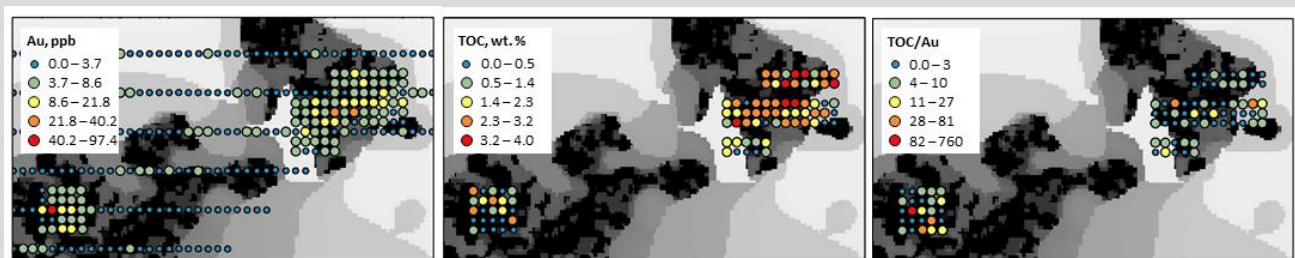 Au, ppb
0.0 – 3.7
3.7 – 8.6
8.6 – 21.8
21.8 – 40.2
40.2 – 97.4
TOC, wt. %
0.0 – 0.5
0.5 – 1.4
1.4 – 2.3
2.3 – 3.2
3.2 – 4.0
TOC/Au
0.0 – 3
4 – 10
11 – 27
28 – 81
82 – 760